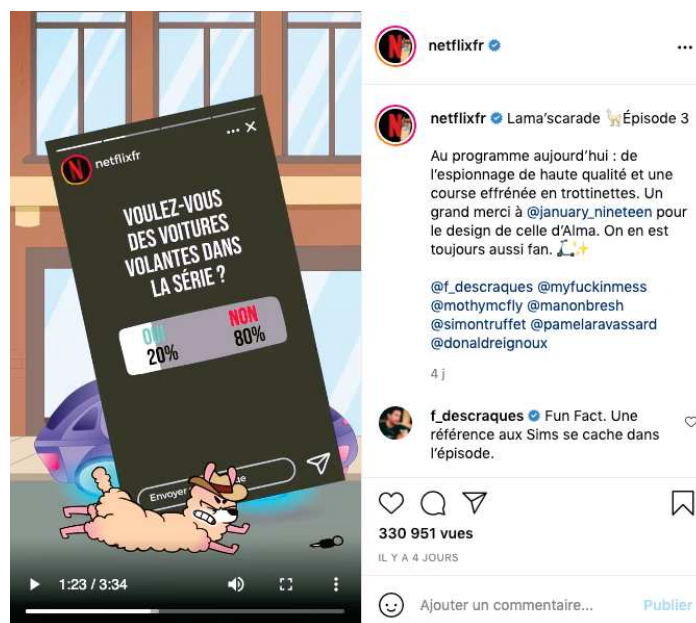 netflixfr
VOULEZ-VOUS
DES VOITURES
VOLANTES DANS
LA SÉRIE ?
OUI
20%
NON
80%
Envoyer
ue
1:23 / 3:34
N
netflixfr
netflixfr Lama'scarade 🦙Épisode 3
Au programme aujourd'hui : de
l'espionnage de haute qualité et une
course effrénée en trottinettes. Un
grand merci à @january_nineteen pour
le design de celle d'Alma. On en est
toujours aussi fan. 🛴✨
@f_descraques @myfuckinmess
@mothymcfly @manonbresh
@simontruffet @pamelaravassard
@donaldreignoux
4 j
f_descraques Fun Fact. Une
référence aux Sims se cache dans
l'épisode.
330 951 vues
IL Y A 4 JOURS
Ajouter un commentaire... Publier